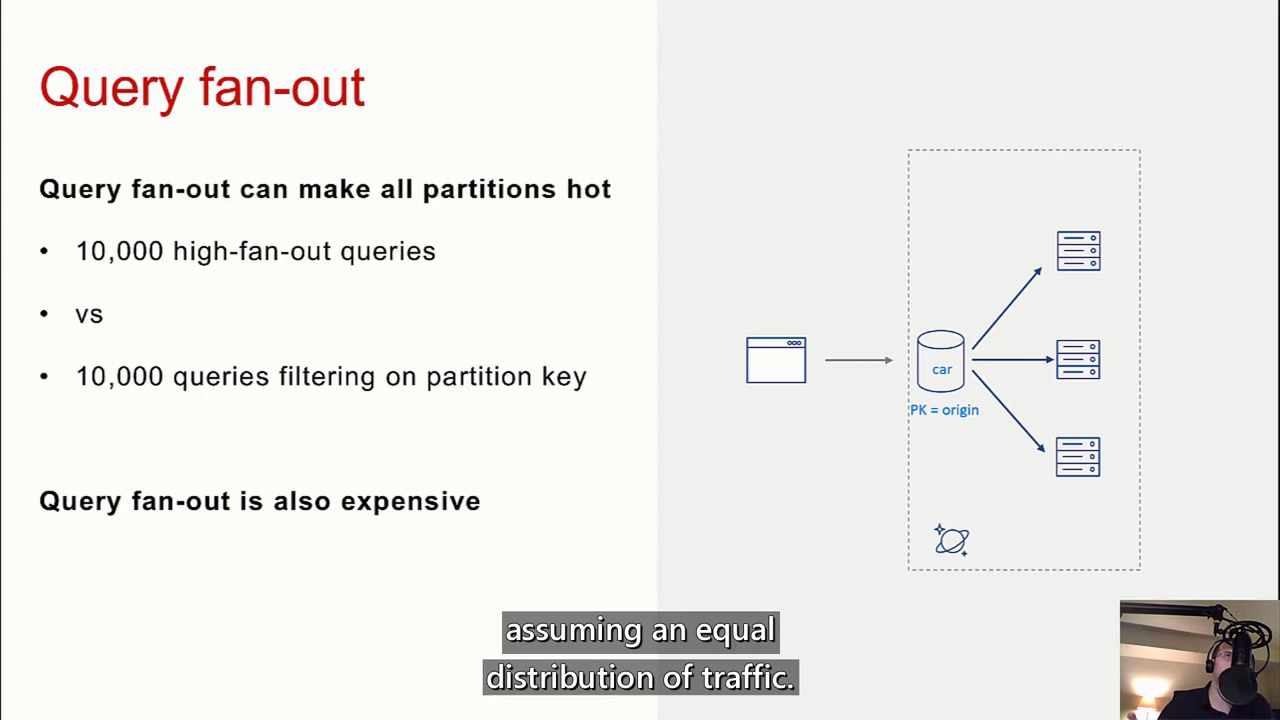 Query fan-out
Query fan-out can make all partitions hot
• 10,000 high-fan-out queries
• vs
• 10,000 queries filtering on partition key
Query fan-out is also expensive
car
PK = origin
assuming an equal
distribution of traffic.